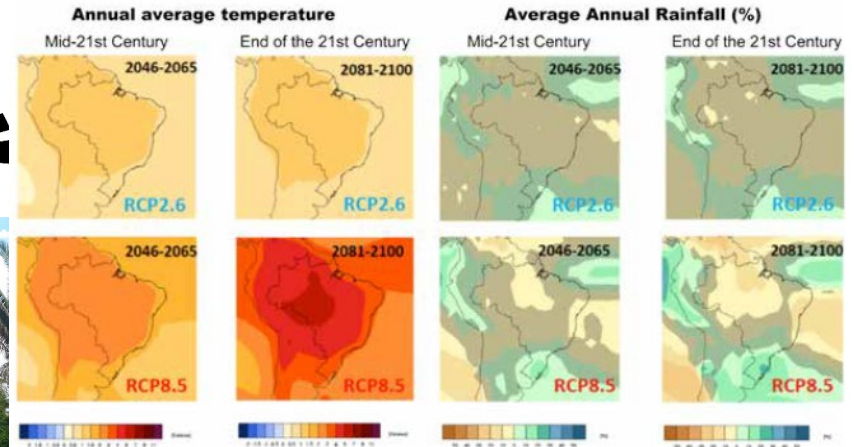 Annual average temperature
Average Annual Rainfall (%)
Mid-21st Century
End of the 21st Century
Mid-21st Century
End of the 21st Century
2046-2065
2081-2100
2046-2065
2081-2100
RCP2.6
RCP2.6
RCP2.6
RCP2.6
2046-2065
2081-2100
2046-2065
2081-2100
RCP8.5
RCP8.5
RCP8.5
RCP8.5